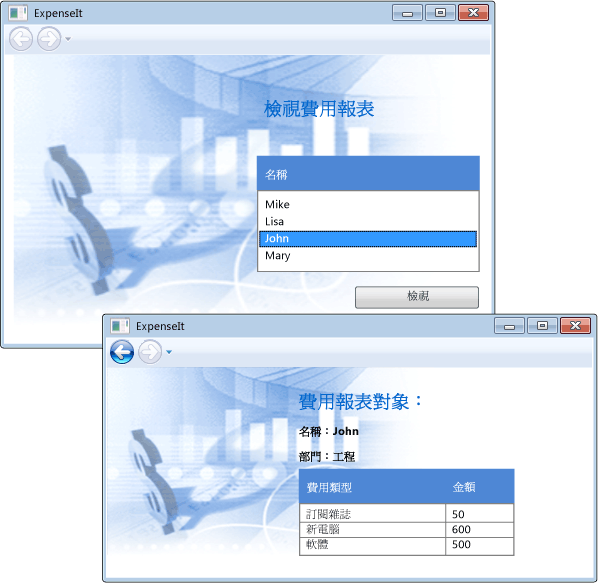 ExpenseIt
檢視費用報表
名稱
Mike
Lisa
John
Mary
檢視
ExpenseIt
費用報表對象：
名稱：John
部門：工程
費用類型 金額
訂閱雜誌 50
新電腦 600
軟體 500